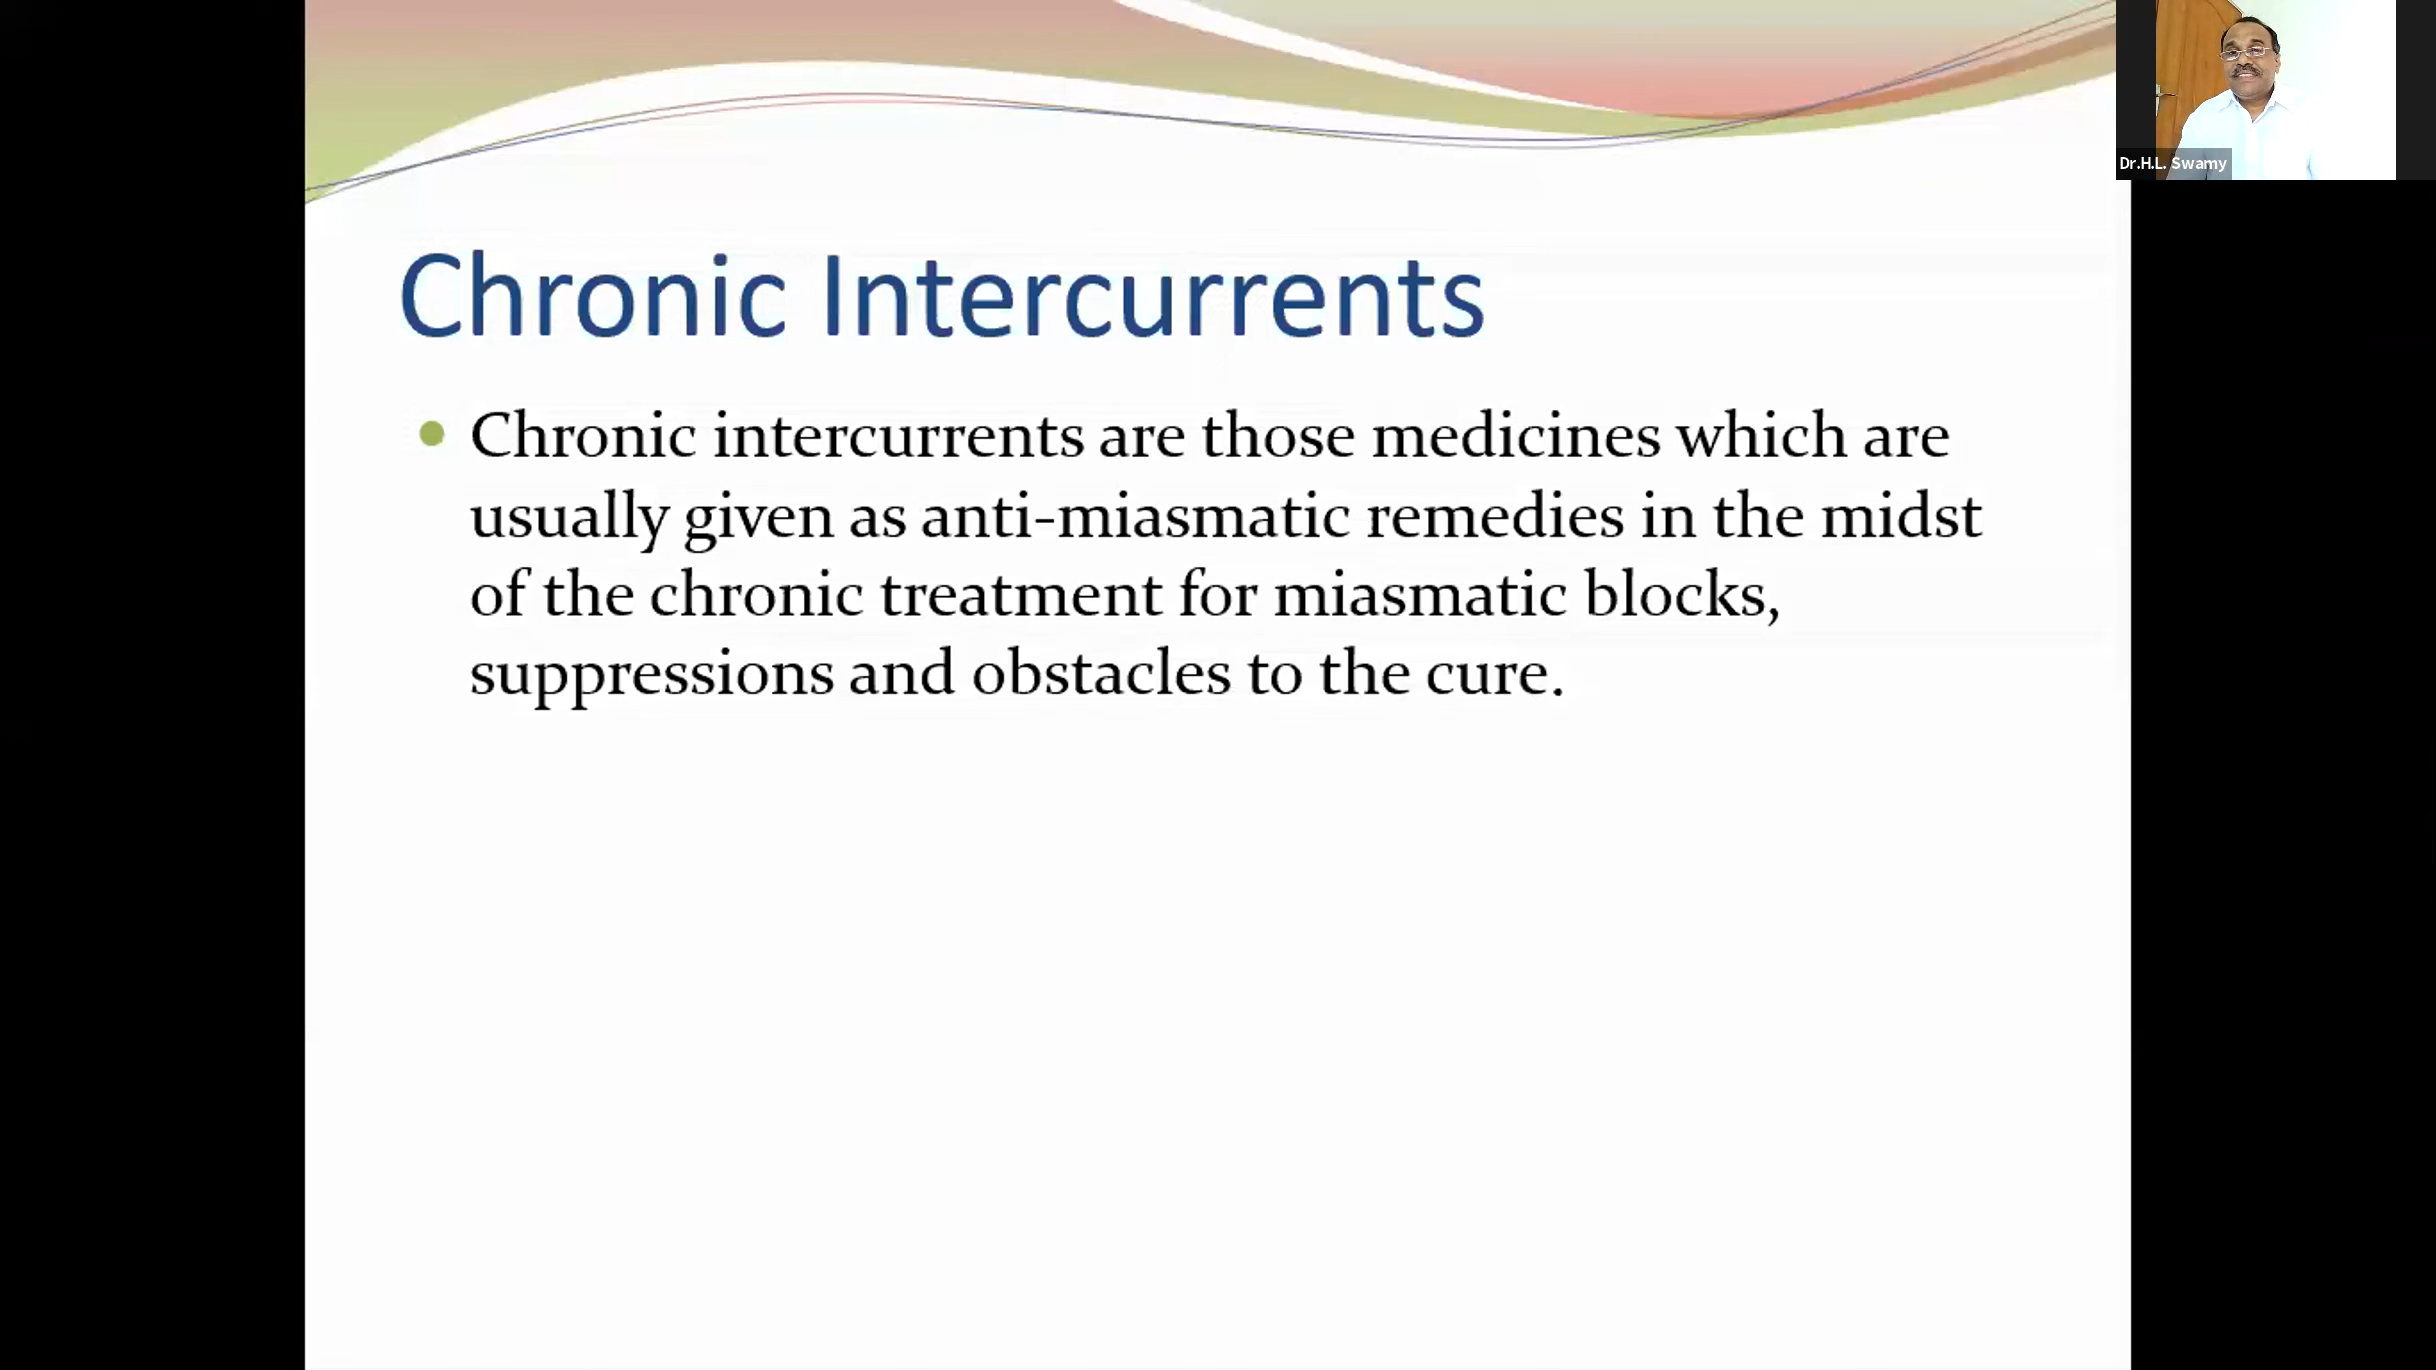 Dr.H.L. Swamy
Chronic Intercurrents
Chronic intercurrents are those medicines which are
usually given as anti-miasmatic remedies in the midst
of the chronic treatment for miasmatic blocks,
suppressions and obstacles to the cure.